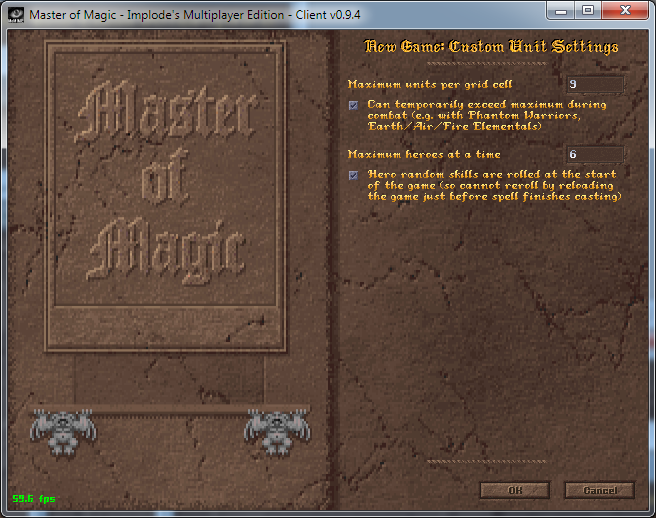 Master of Magic - Implode's Multiplayer Edition - Client v0.9.4
Master
of
Magic
New Game: Custom Unit Settings
Maximum units per grid cell 9
Can temporarily exceed maximum during
combat (e.g. with Phantom Warriors,
Earth/Air/Fire Elementals)
Maximum heroes at a time 6
Hero random skills are rolled at the start
of the game (so cannot reroll by reloading
the game just before spell finishes casting)
59.6 fps
OK Cancel